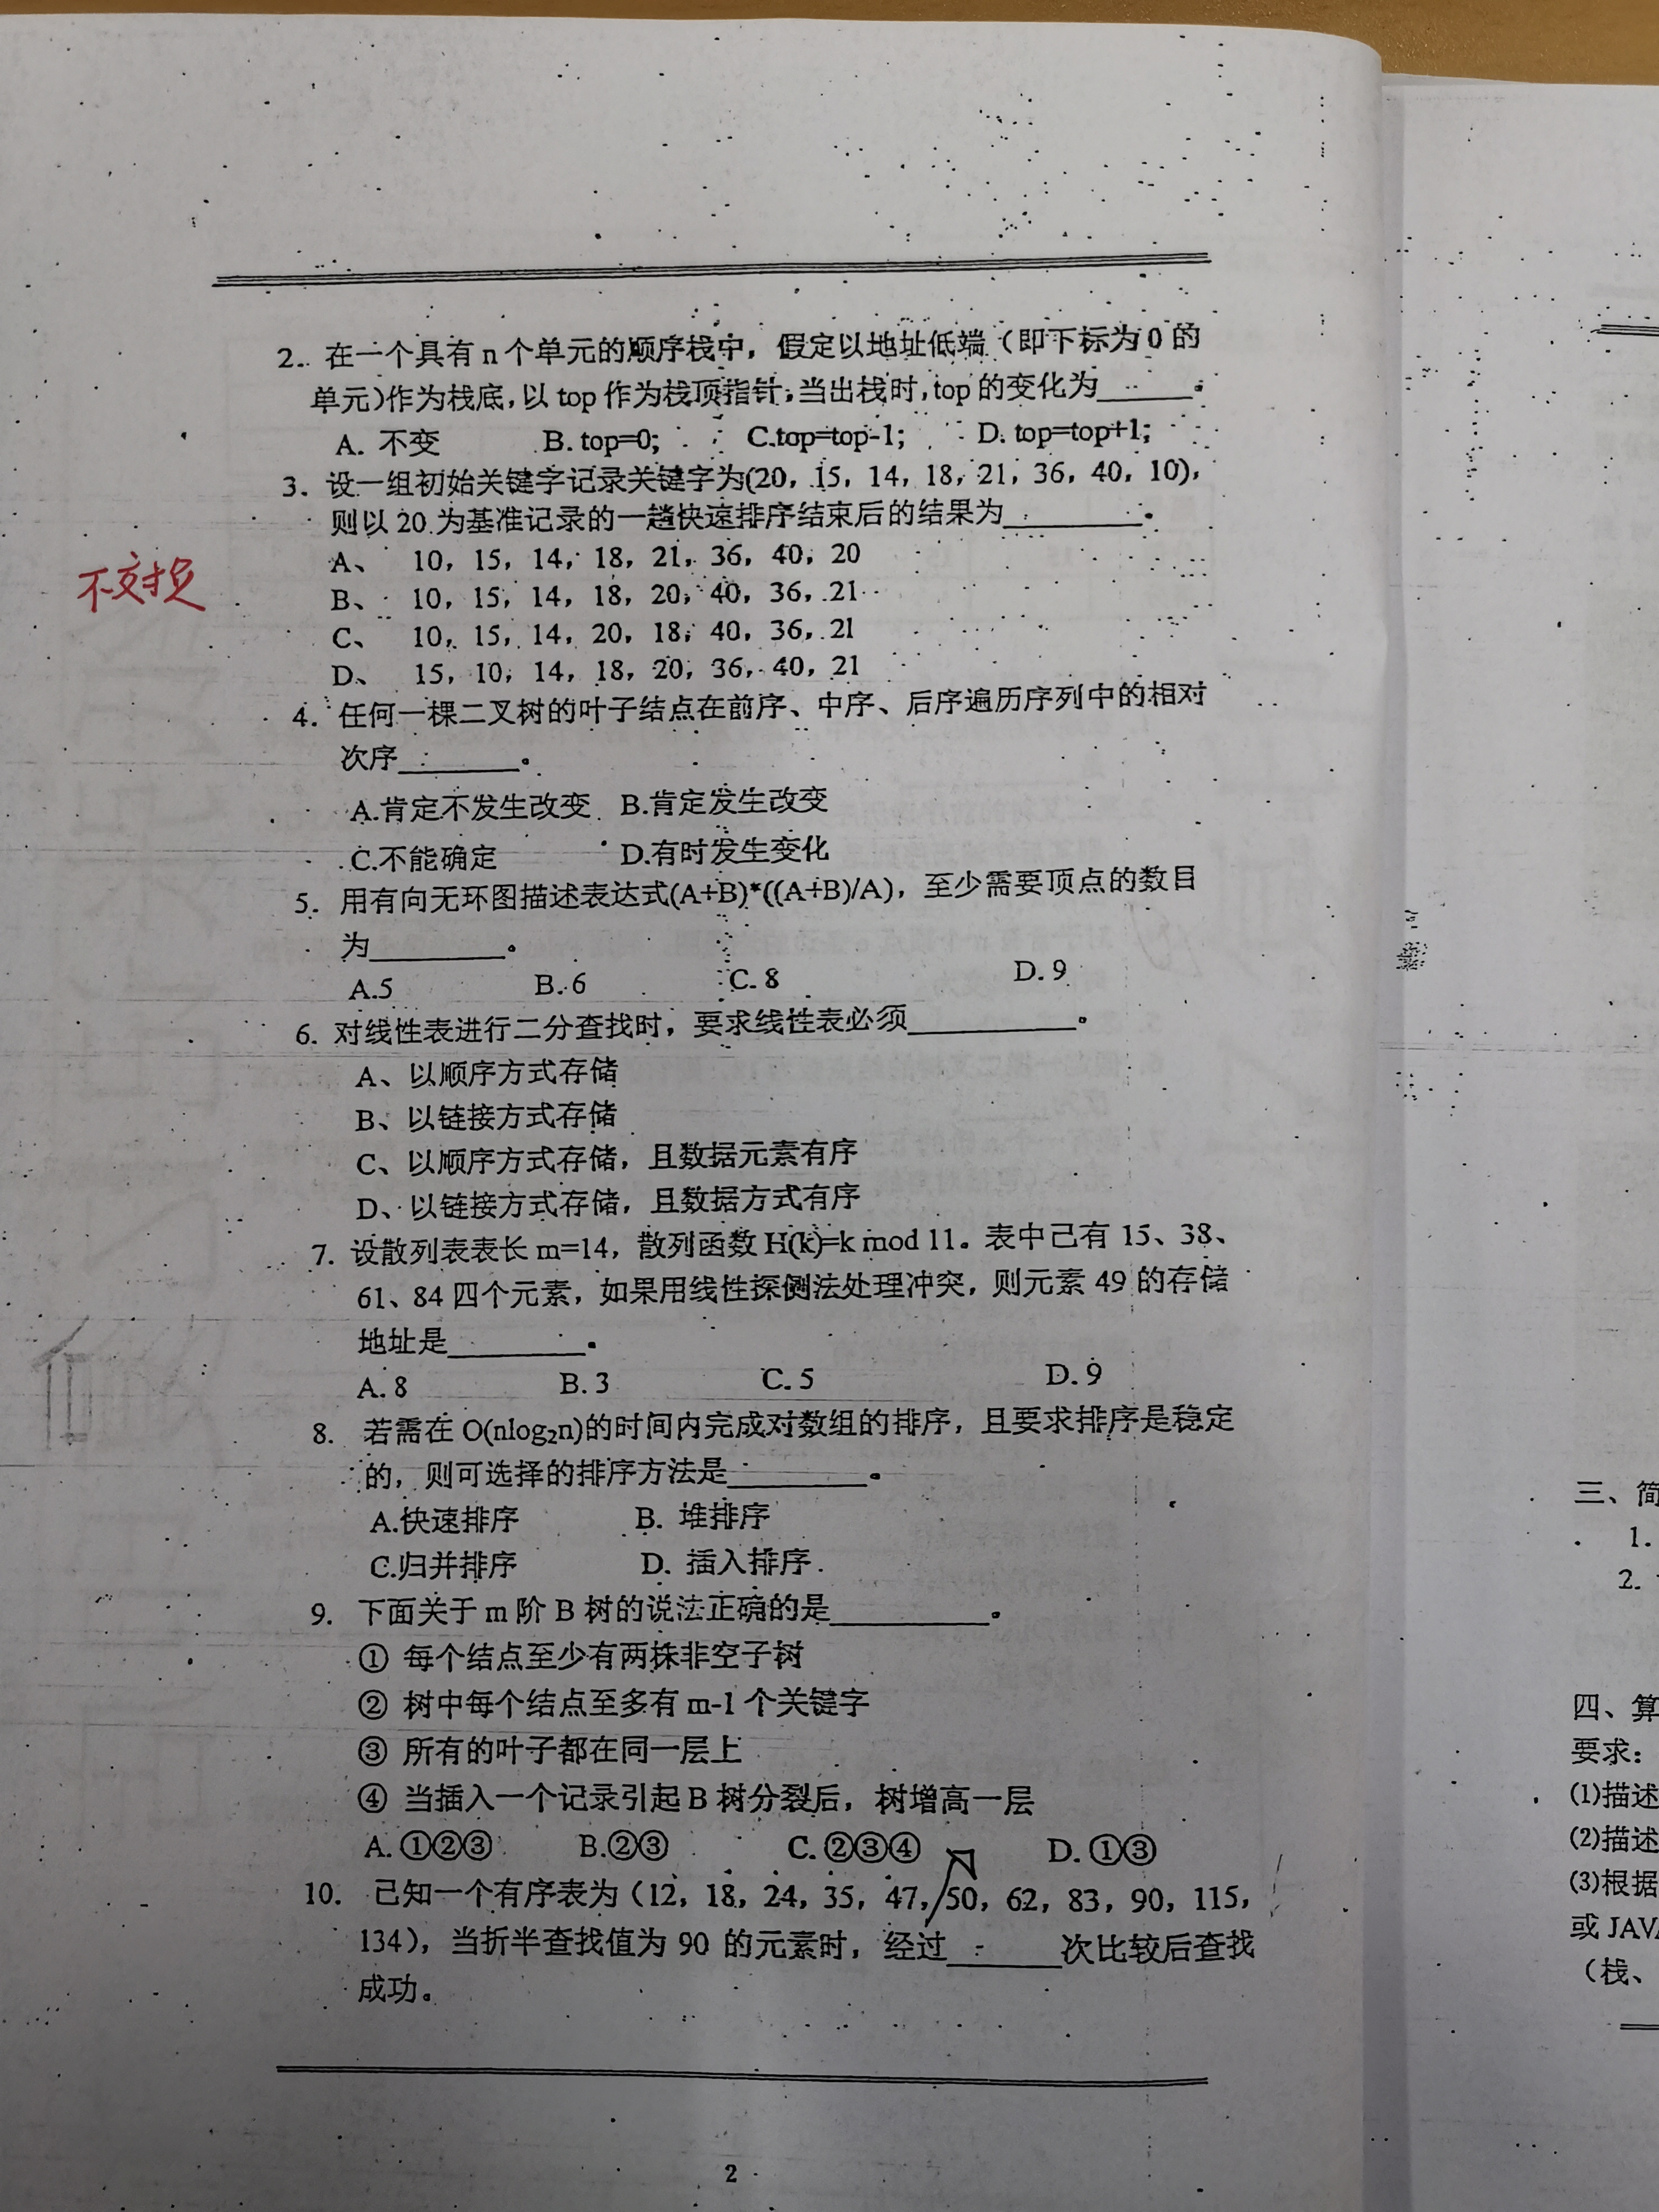 2. 在一个具有 n 个单元的顺序栈中，假定以地址低端（即下标为 0 的
单元)作为栈底，以 top 作为栈顶指针，当出栈时，top 的变化为______。
A. 不变 B. top=0; C.top=top-1; D. top=top+1;
3. 设一组初始关键字记录关键字为(20，15，14，18，21，36，40，10)，
则以 20 为基准记录的一趟快速排序结束后的结果为________。
不交换
A、 10，15，14，18，21，36，40，20
B、 10，15，14，18，20，40，36，21
C、 10，15，14，20，18，40，36，21
D、 15，10，14，18，20，36，40，21
4. 任何一棵二叉树的叶子结点在前序、中序、后序遍历序列中的相对
次序________。
A.肯定不发生改变 B.肯定发生改变
C.不能确定 D.有时发生变化
5. 用有向无环图描述表达式(A+B)*((A+B)/A)，至少需要顶点的数目
为________。
A.5 B. 6 C. 8 D. 9
6. 对线性表进行二分查找时，要求线性表必须__________。
A、以顺序方式存储
B、以链接方式存储
C、以顺序方式存储，且数据元素有序
D、以链接方式存储，且数据方式有序
7. 设散列表表长 m=14，散列函数 H(k)=k mod 11。表中己有 15、38、
61、84 四个元素，如果用线性探侧法处理冲突，则元素 49 的存储
地址是________。
A. 8 B. 3 C. 5 D. 9
8. 若需在 O(nlog₂n)的时间内完成对数组的排序，且要求排序是稳定
的，则可选择的排序方法是________。
A.快速排序 B. 堆排序
C.归并排序 D. 插入排序
9. 下面关于 m 阶 B 树的说法正确的是__________。
① 每个结点至少有两株非空子树
② 树中每个结点至多有 m-1 个关键字
③ 所有的叶子都在同一层上
④ 当插入一个记录引起 B 树分裂后，树增高一层
A. ①②③ B.②③ C. ②③④ D. ①③
10. 己知一个有序表为（12，18，24，35，47，50，62，83，90，115，
134），当折半查找值为 90 的元素时，经过______次比较后查找
成功。
2
三、简
1.
2.
四、算
要求：
(1)描述
(2)描述
(3)根据
或 JAVA
（栈、